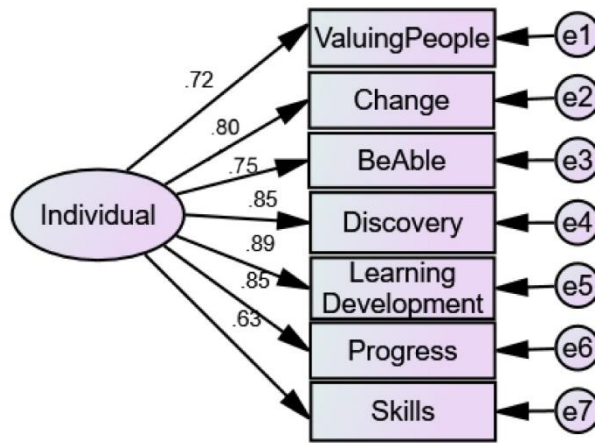 ValuingPeople
e1
.72
Change
e2
.80
BeAble
e3
.75
Individual
Discovery
e4
.85
Learning
Development
e5
.89
Progress
e6
.85
Skills
e7
.63